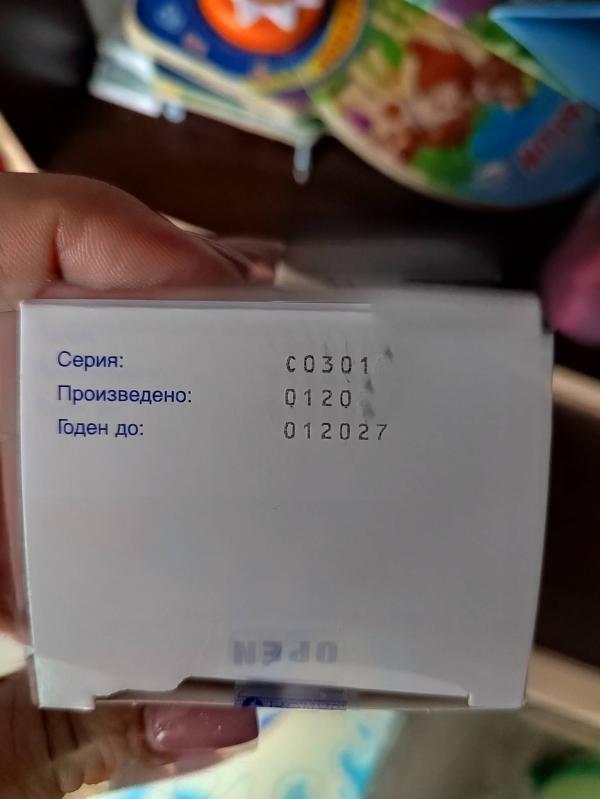 Серия: C0301
Произведено: 0120
Годен до: 012027
OPEN